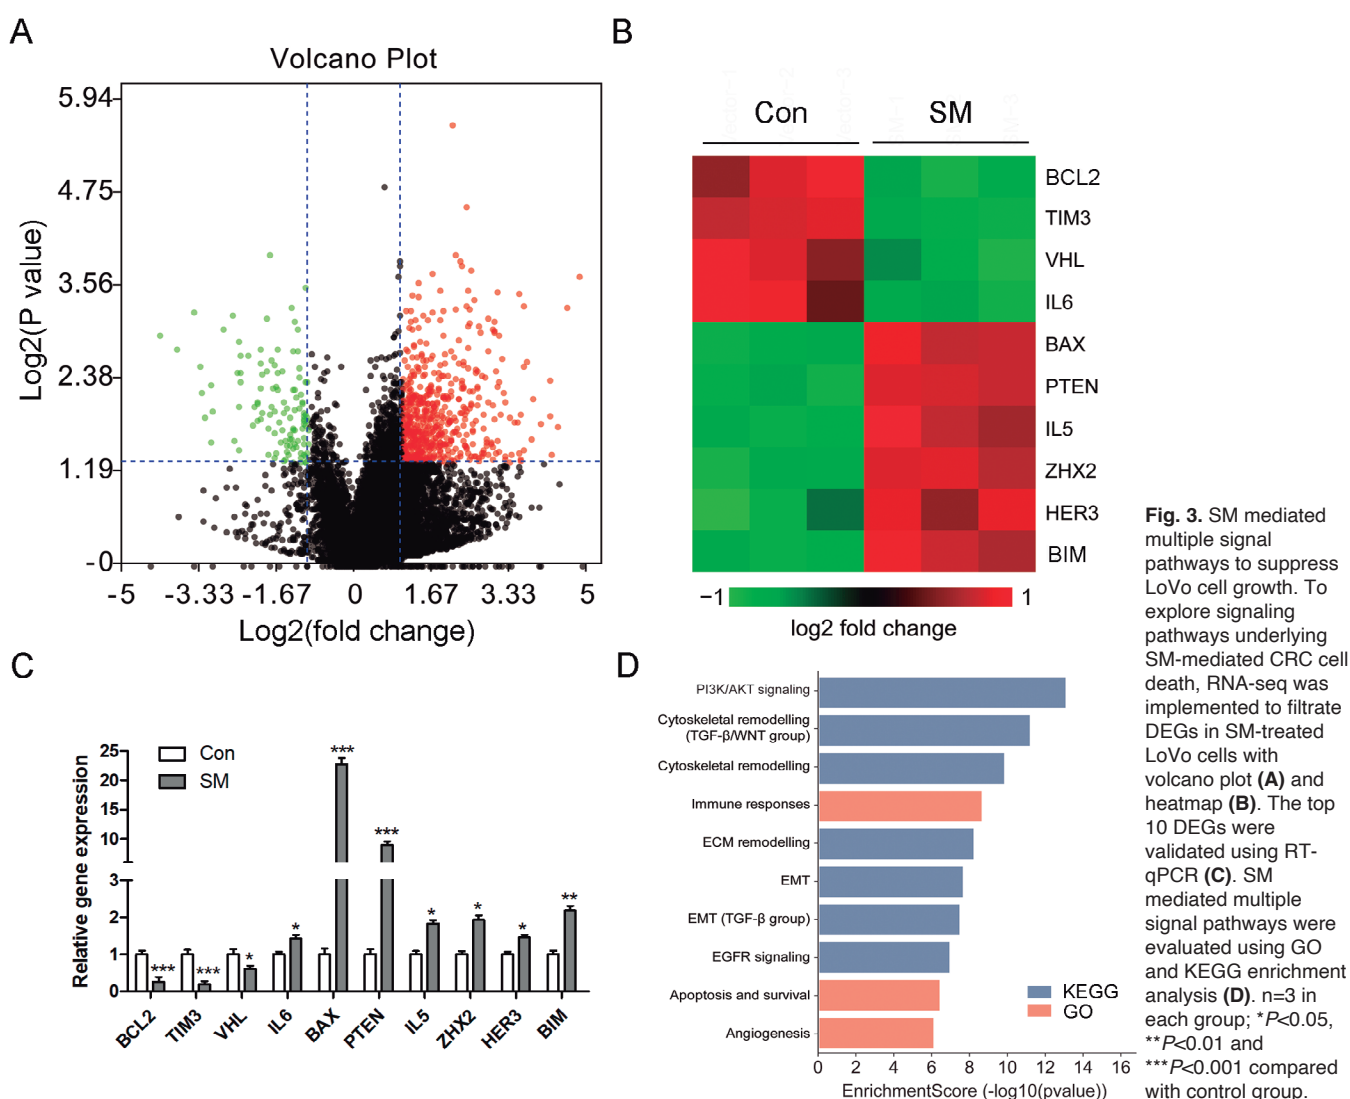 A
Volcano Plot
5.94
4.75
3.56
2.38
1.19
-0
Log2(P value)
-5 -3.33 -1.67 0 1.67 3.33 5
Log2(fold change)
B
Con SM
BCL2
TIM3
VHL
IL6
BAX
PTEN
IL5
ZHX2
HER3
BIM
−1 1
log2 fold change
C
Con
SM
Relative gene expression
25
20
15
10
3
2
1
0
*** *** * * *** *** * * * **
BCL2 TIM3 VHL IL6 BAX PTEN IL5 ZHX2 HER3 BIM
D
PI3K/AKT signaling
Cytoskeletal remodelling
(TGF-β/WNT group)
Cytoskeletal remodelling
Immune responses
ECM remodelling
EMT
EMT (TGF-β group)
EGFR signaling
Apoptosis and survival
Angiogenesis
KEGG
GO
0 2 4 6 8 10 12 14 16
EnrichmentScore (-log10(pvalue))
Fig. 3. SM mediated
multiple signal
pathways to suppress
LoVo cell growth. To
explore signaling
pathways underlying
SM-mediated CRC cell
death, RNA-seq was
implemented to filtrate
DEGs in SM-treated
LoVo cells with
volcano plot (A) and
heatmap (B). The top
10 DEGs were
validated using RT-
qPCR (C). SM
mediated multiple
signal pathways were
evaluated using GO
and KEGG enrichment
analysis (D). n=3 in
each group; *P<0.05,
**P<0.01 and
***P<0.001 compared
with control group.